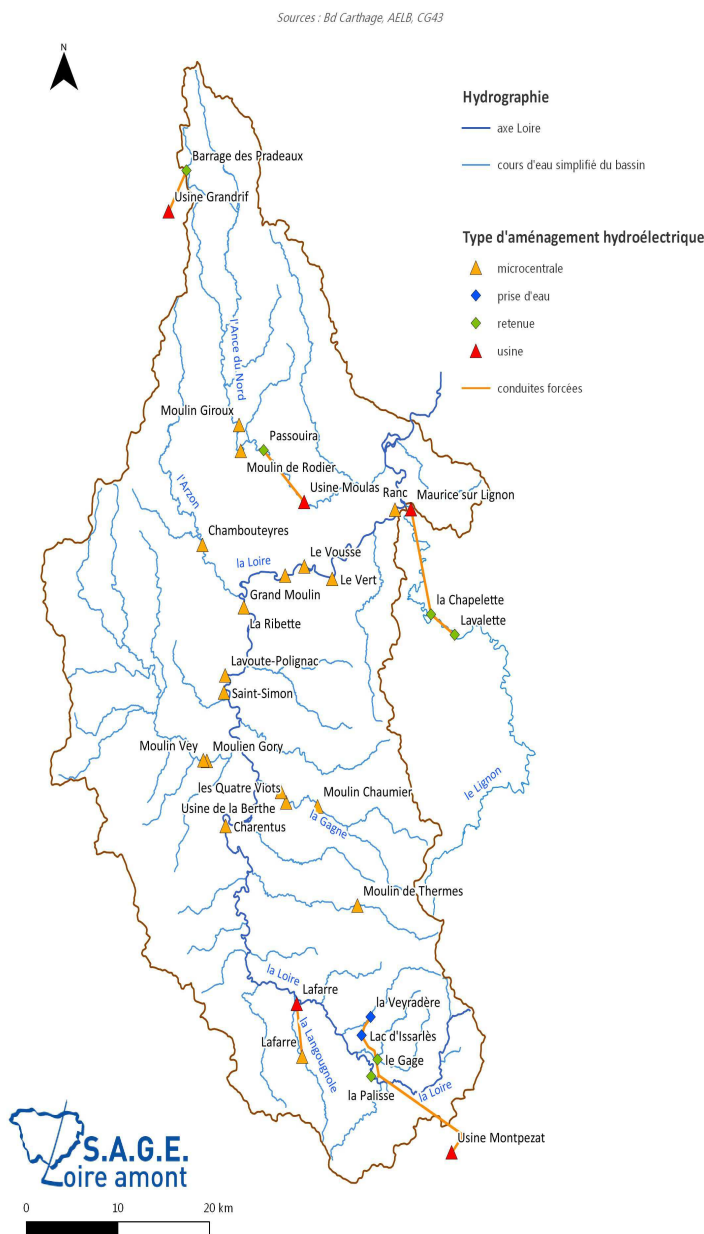 Sources : Bd Carthage, AELB, CG43
N
Hydrographie
axe Loire
cours d'eau simplifié du bassin
Type d'aménagement hydroélectrique
microcentrale
prise d'eau
retenue
usine
conduites forcées
Barrage des Pradeaux
Usine Grandrif
l'Ance du Nord
Moulin Giroux
Passouira
Moulin de Rodier
l'Arzon
Usine Moulas
Ranc
Maurice sur Lignon
Chambouteyres
la Loire
Le Vousse
Le Vert
Grand Moulin
La Ribette
la Chapelette
Lavalette
Lavoute-Polignac
Saint-Simon
Moulin Vey
Moulien Gory
le Lignon
les Quatre Viots
Moulin Chaumier
Usine de la Berthe
la Gagne
Charentus
Moulin de Thermes
la Loire
Lafarre
la Veyradère
la Langougnole
Lac d'Issarlès
Lafarre
le Gage
la Palisse
la Loire
Usine Montpezat
S.A.G.E.
Loire amont
0 10 20 km